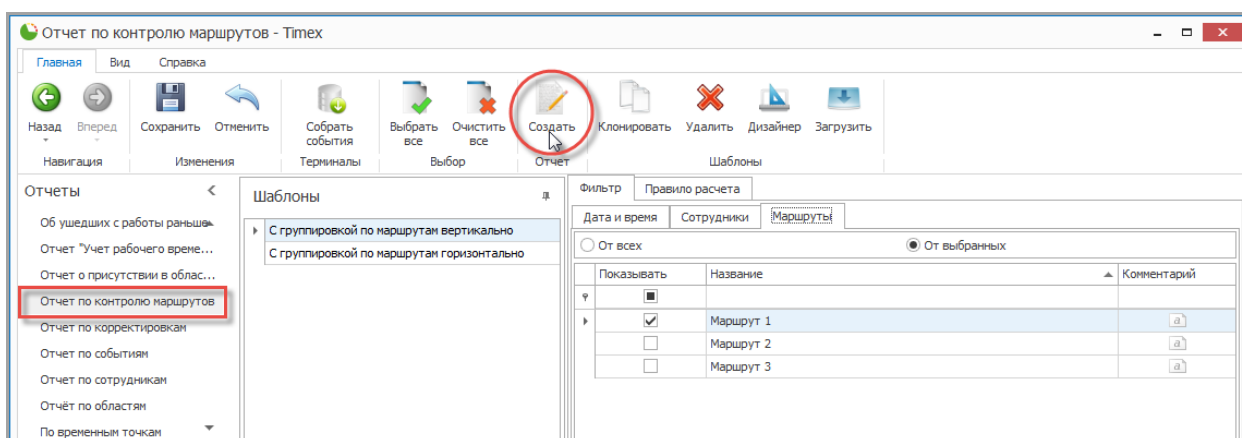 Отчет по контролю маршрутов - Timex
Главная Вид Справка
Назад Вперед Сохранить Отменить Собрать события Выбрать все Очистить все Создать Клонировать Удалить Дизайнер Загрузить
Навигация Изменения Терминалы Выбор Отчет Шаблоны
Отчеты
Об ушедших с работы раньше
Отчет "Учет рабочего време...
Отчет о присутствии в облас...
Отчет по контролю маршрутов
Отчет по корректировкам
Отчет по событиям
Отчет по сотрудникам
Отчёт по областям
По временным точкам
Шаблоны
С группировкой по маршрутам вертикально
С группировкой по маршрутам горизонтально
Фильтр Правило расчета
Дата и время Сотрудники Маршруты
От всех От выбранных
Показывать Название Комментарий
Маршрут 1 a
Маршрут 2 a
Маршрут 3 a